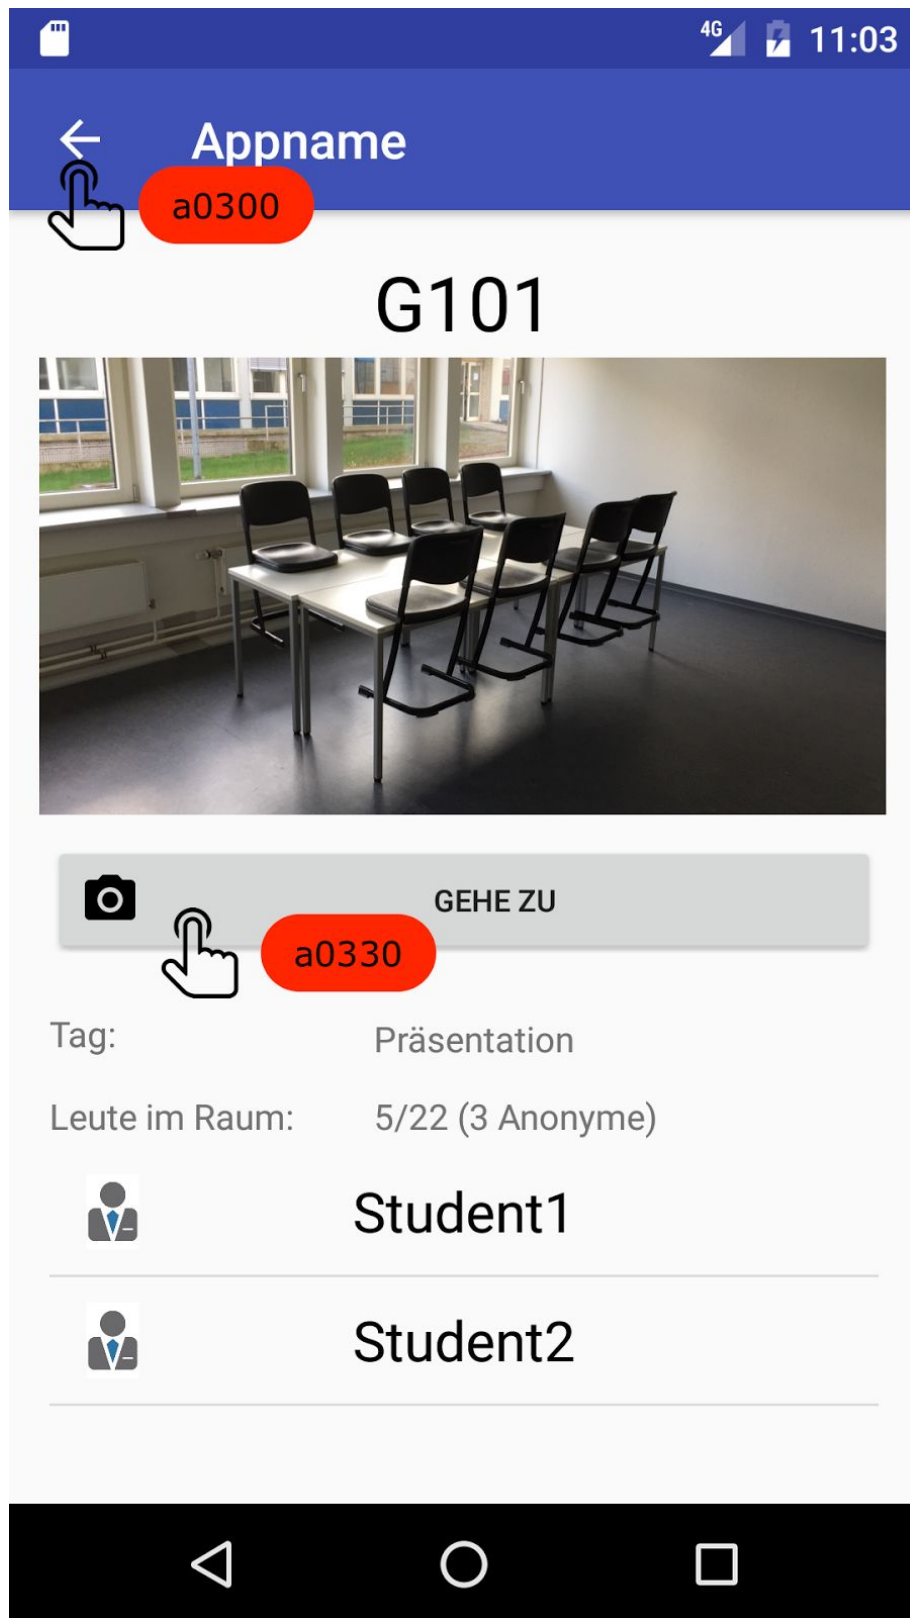 4G 11:03
Appname
a0300
G101
GEHE ZU
a0330
Tag: Präsentation
Leute im Raum: 5/22 (3 Anonyme)
Student1
Student2